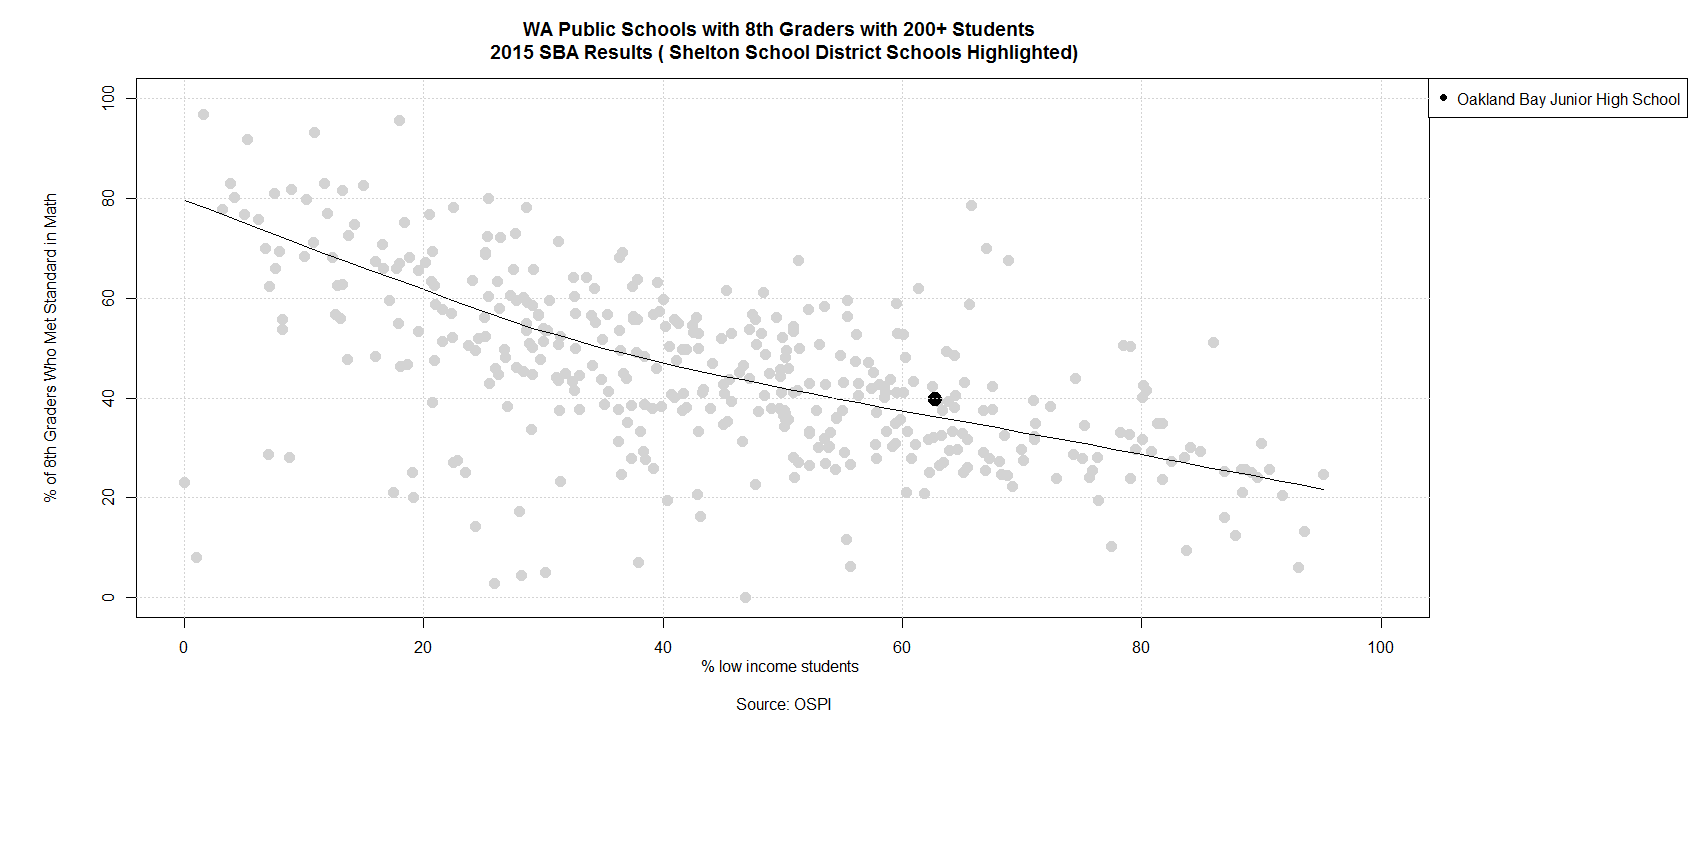 WA Public Schools with 8th Graders with 200+ Students
2015 SBA Results ( Shelton School District Schools Highlighted)
Oakland Bay Junior High School
% of 8th Graders Who Met Standard in Math
100
80
60
40
20
0
0 20 40 60 80 100
% low income students
Source: OSPI